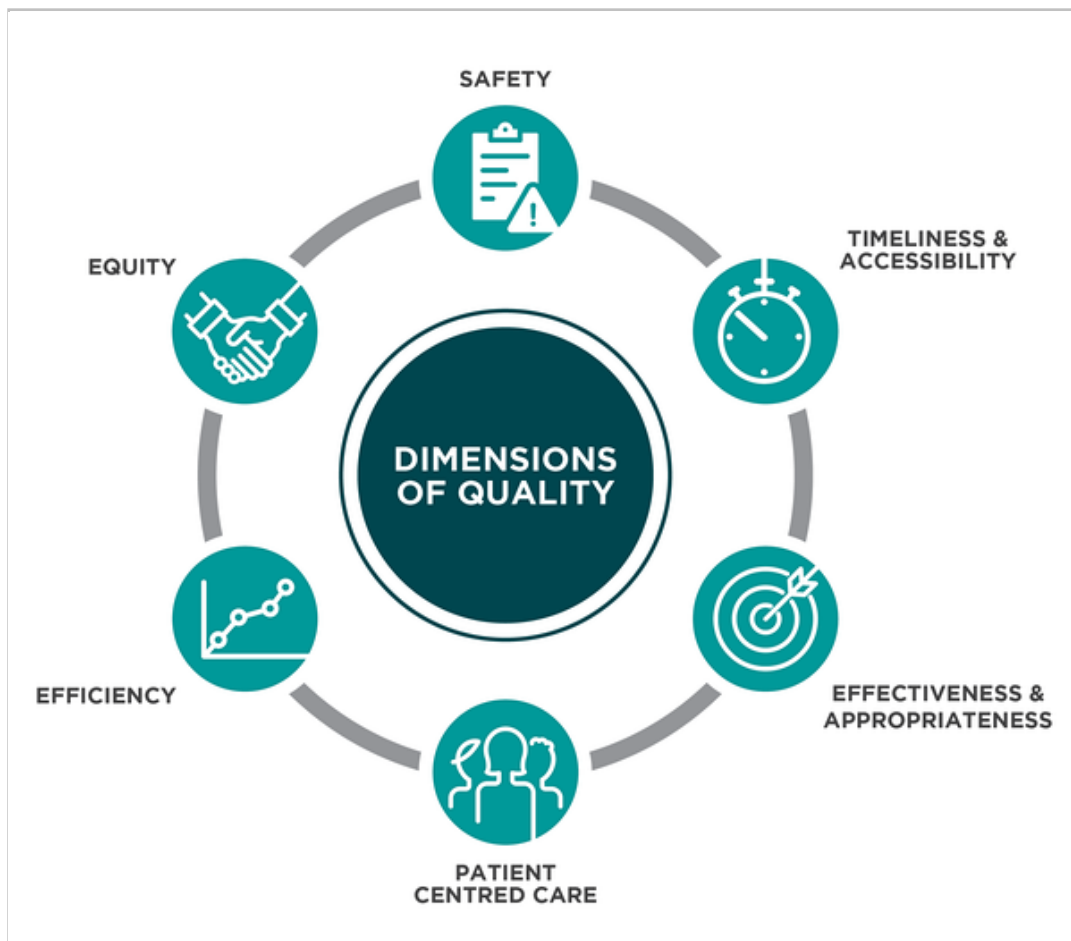 SAFETY
TIMELINESS &
ACCESSIBILITY
EQUITY
DIMENSIONS
OF QUALITY
EFFICIENCY
EFFECTIVENESS &
APPROPRIATENESS
PATIENT
CENTRED CARE